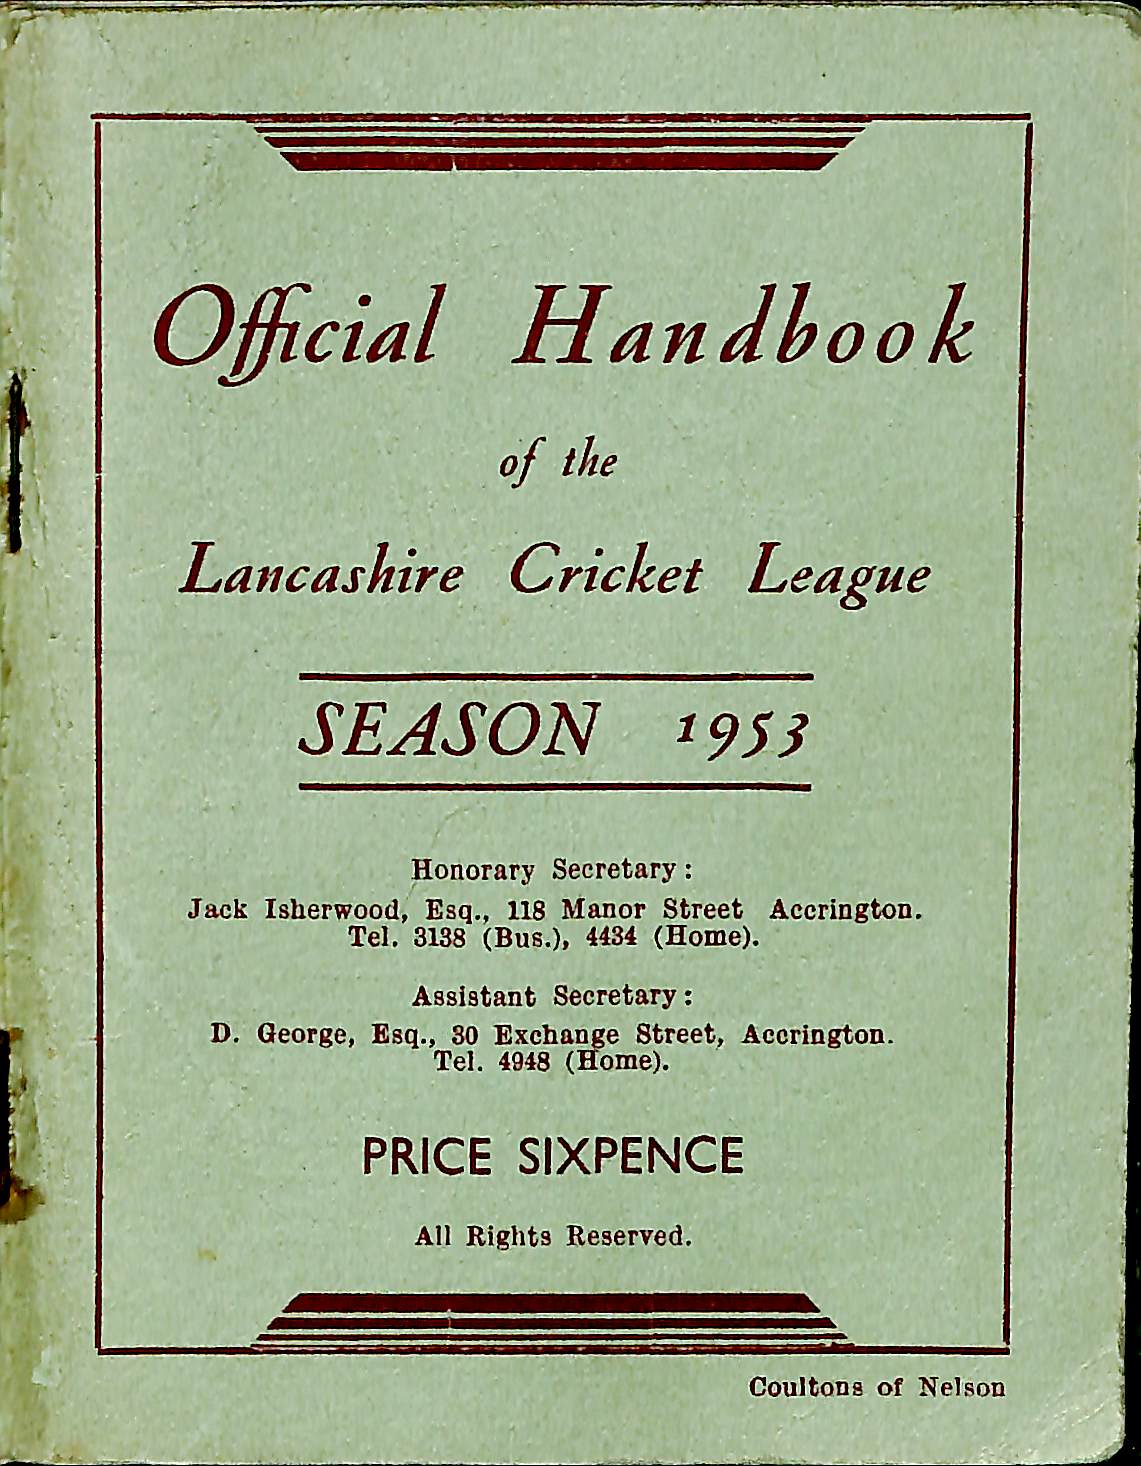 Official Handbook
of the
Lancashire Cricket League
SEASON 1953
Honorary Secretary:
Jack Isherwood, Esq., 118 Manor Street Accrington.
Tel. 3138 (Bus.), 4434 (Home).
Assistant Secretary:
D. George, Esq., 30 Exchange Street, Accrington.
Tel. 4948 (Home).
PRICE SIXPENCE
All Rights Reserved.
Coultons of Nelson